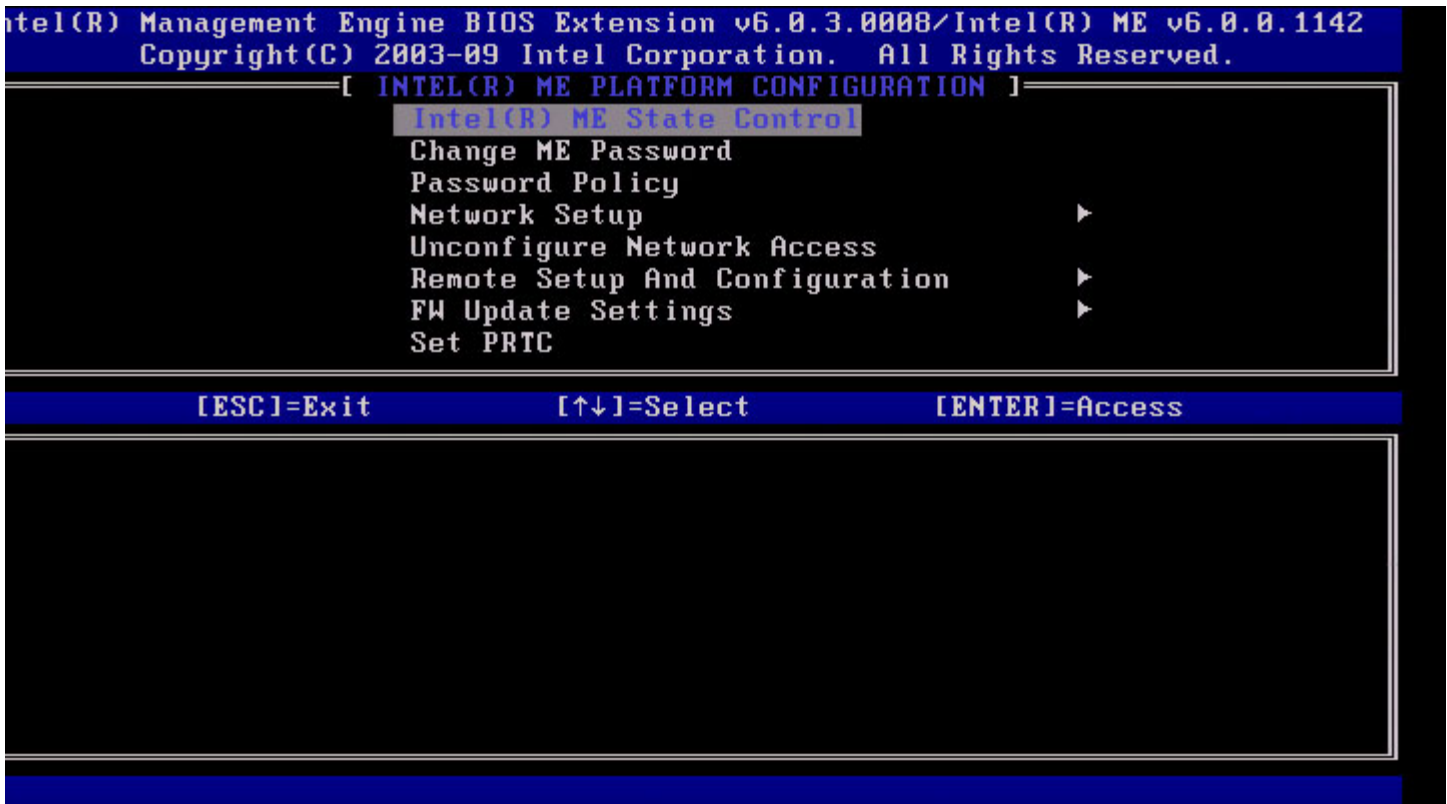 ntel(R) Management Engine BIOS Extension v6.0.3.0008/Intel(R) ME v6.0.0.1142
Copyright(C) 2003-09 Intel Corporation. All Rights Reserved.
[ INTEL(R) ME PLATFORM CONFIGURATION ]
Intel(R) ME State Control
Change ME Password
Password Policy
Network Setup ►
Unconfigure Network Access
Remote Setup And Configuration ►
FW Update Settings ►
Set PRTC
[ESC]=Exit [↑↓]=Select [ENTER]=Access